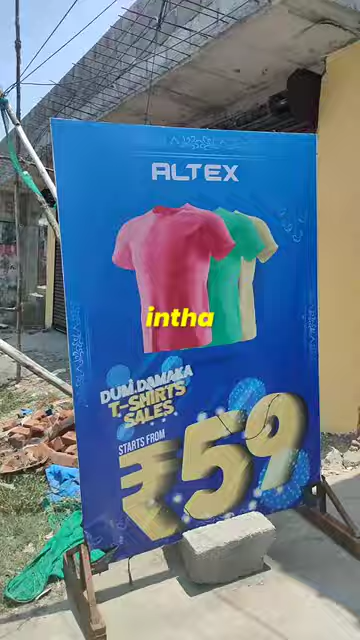 ALTEX
intha
DUM DAMAKA
T-SHIRTS
SALES
STARTS FROM
₹59